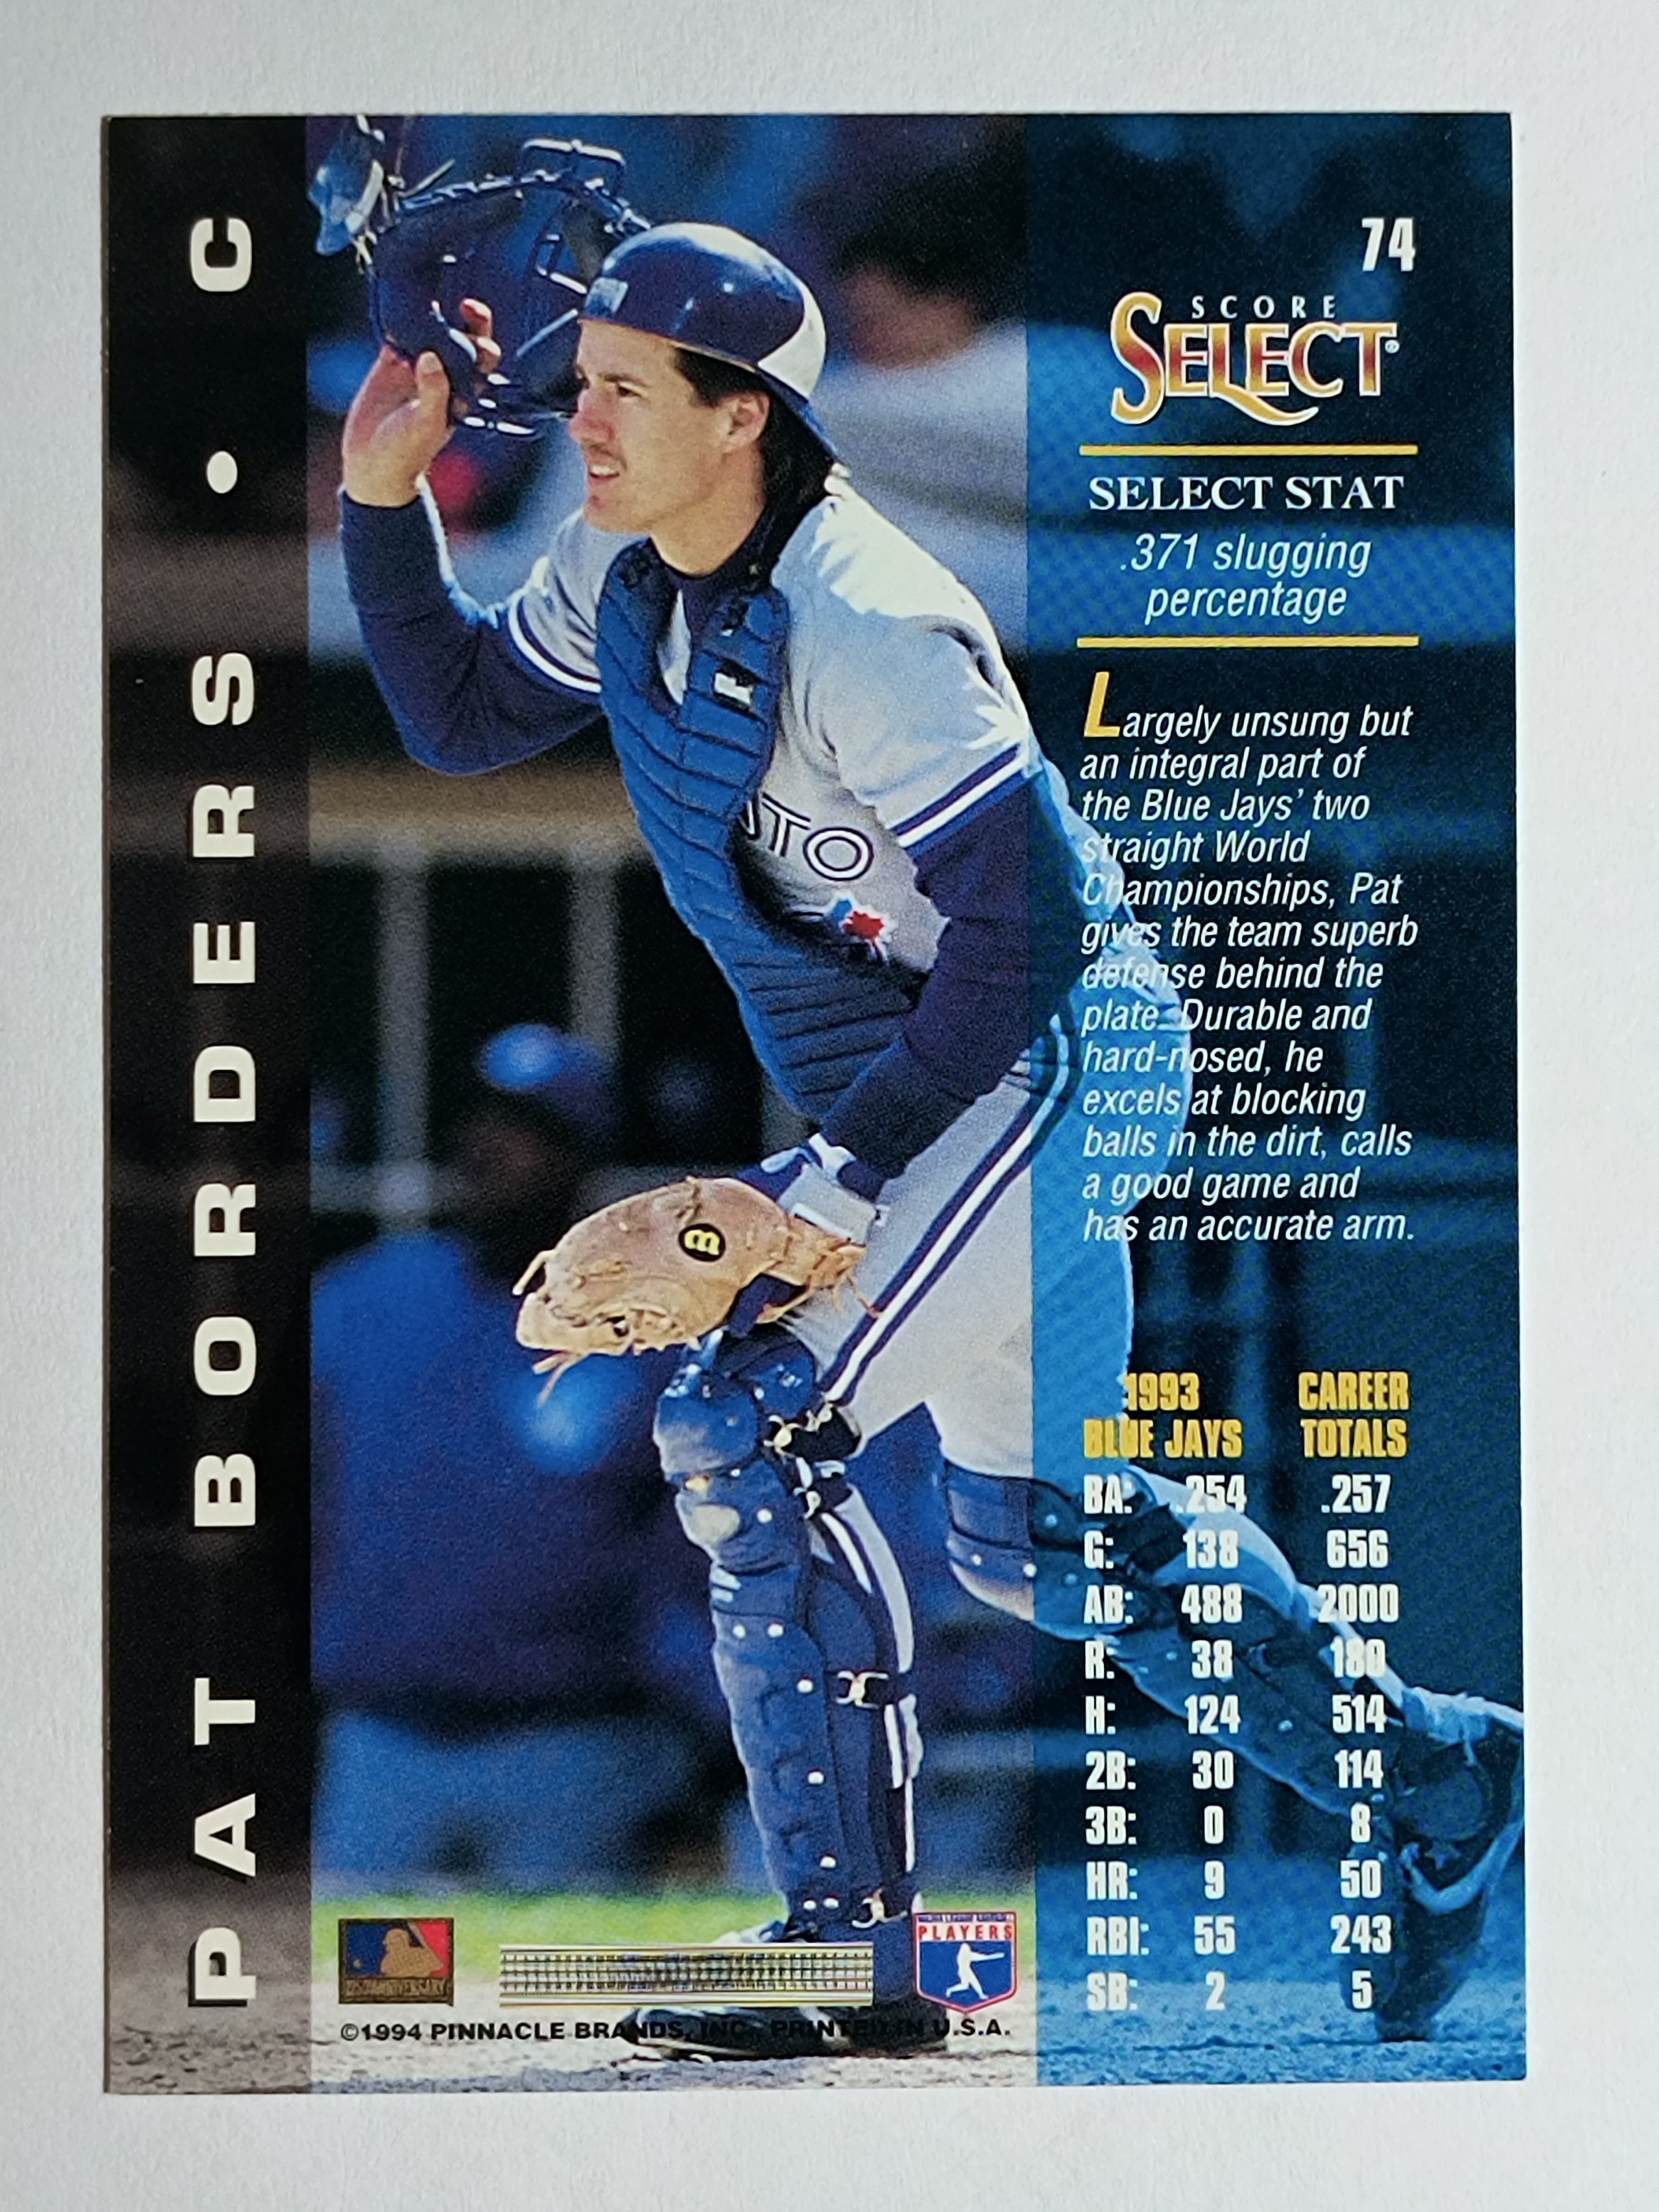 PAT BORDERS • C
74
SCORE
SELECT®
SELECT STAT
.371 slugging
percentage
Largely unsung but
an integral part of
the Blue Jays' two
straight World
Championships, Pat
gives the team superb
defense behind the
plate. Durable and
hard-nosed, he
excels at blocking
balls in the dirt, calls
a good game and
has an accurate arm.
1993 CAREER
BLUE JAYS TOTALS
BA: .254 .257
G: 138 656
AB: 488 2000
R: 38 180
H: 124 514
2B: 30 114
3B: 0 8
HR: 9 50
RBI: 55 243
SB: 2 5
NTO
PLAYERS
©1994 PINNACLE BRANDS, INC. PRINTED IN U.S.A.